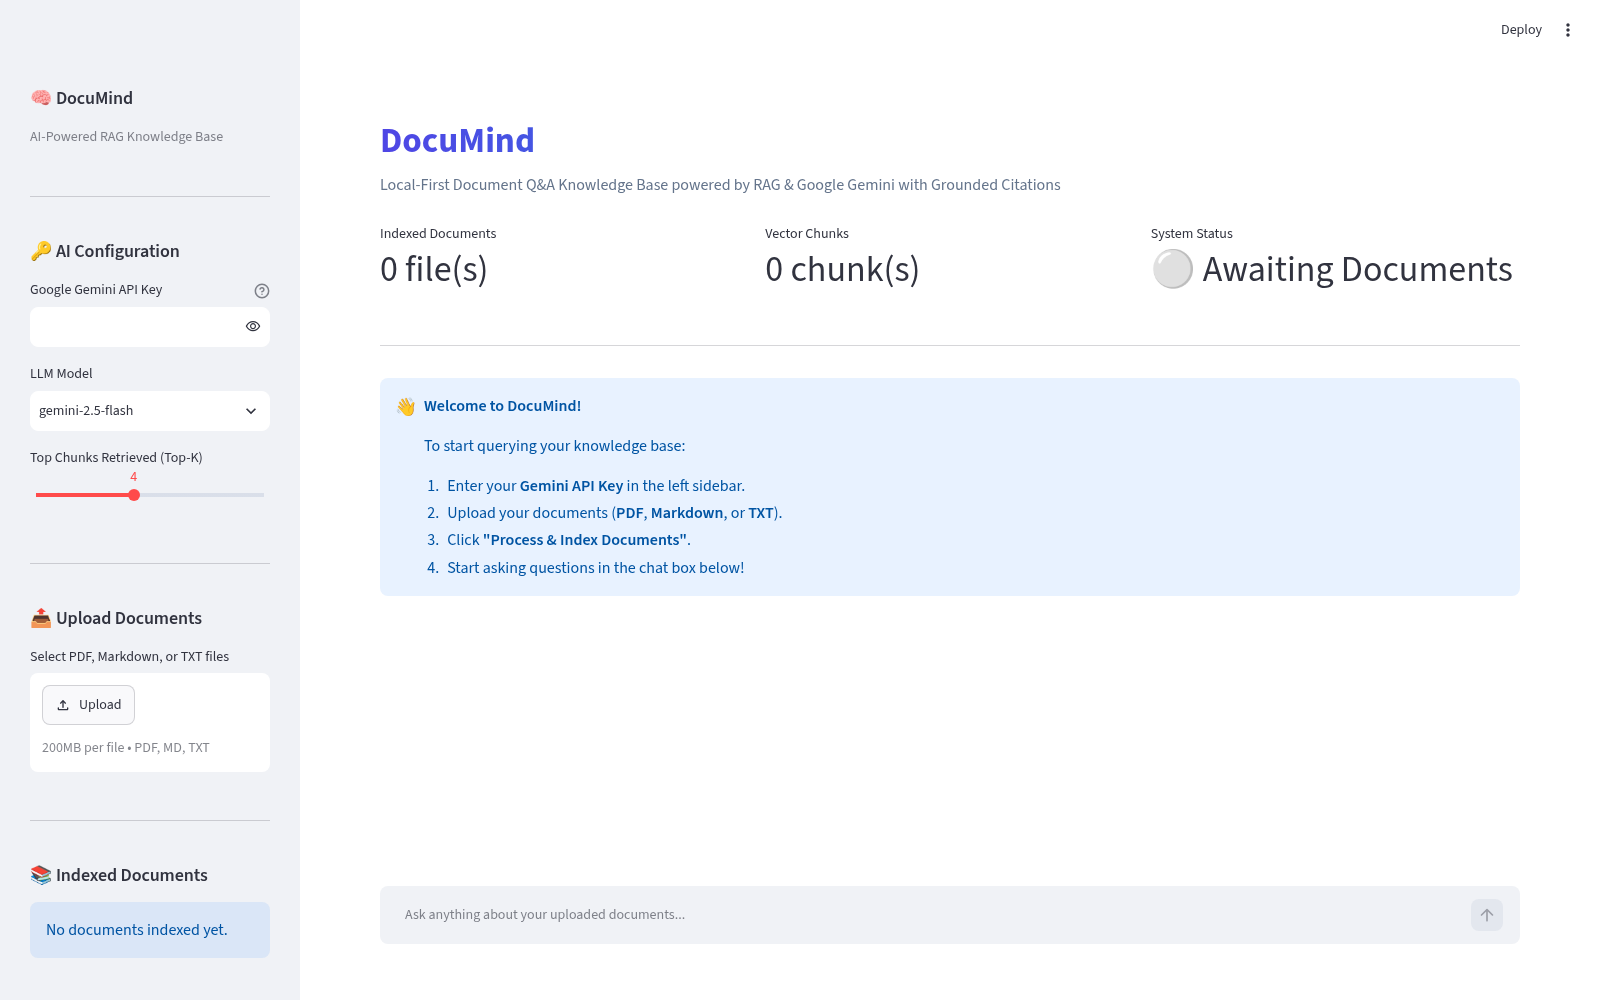 Deploy
🧠 DocuMind
AI-Powered RAG Knowledge Base
🔑 AI Configuration
Google Gemini API Key
LLM Model
gemini-2.5-flash
Top Chunks Retrieved (Top-K)
4
📤 Upload Documents
Select PDF, Markdown, or TXT files
Upload
200MB per file • PDF, MD, TXT
📚 Indexed Documents
No documents indexed yet.
DocuMind
Local-First Document Q&A Knowledge Base powered by RAG & Google Gemini with Grounded Citations
Indexed Documents
0 file(s)
Vector Chunks
0 chunk(s)
System Status
⚪ Awaiting Documents
👋 Welcome to DocuMind!
To start querying your knowledge base:
1. Enter your Gemini API Key in the left sidebar.
2. Upload your documents (PDF, Markdown, or TXT).
3. Click "Process & Index Documents".
4. Start asking questions in the chat box below!
Ask anything about your uploaded documents...